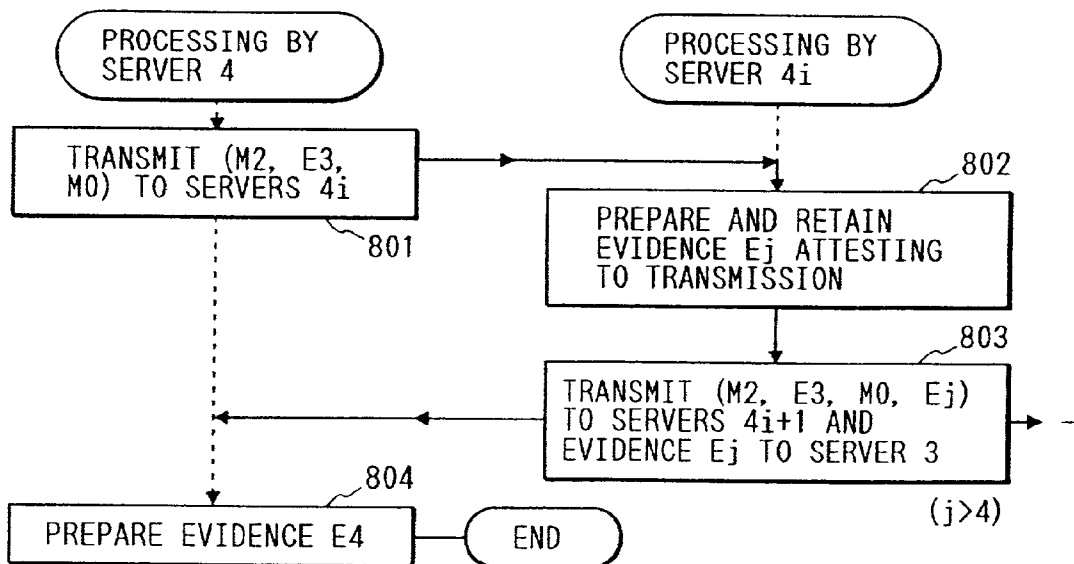 PROCESSING BY
SERVER 4
PROCESSING BY
SERVER 4i
TRANSMIT (M2, E3,
M0) TO SERVERS 4i
801
802
PREPARE AND RETAIN
EVIDENCE Ej ATTESTING
TO TRANSMISSION
803
TRANSMIT (M2, E3, M0, Ej)
TO SERVERS 4i+1 AND
EVIDENCE Ej TO SERVER 3
(j>4)
804
PREPARE EVIDENCE E4
END